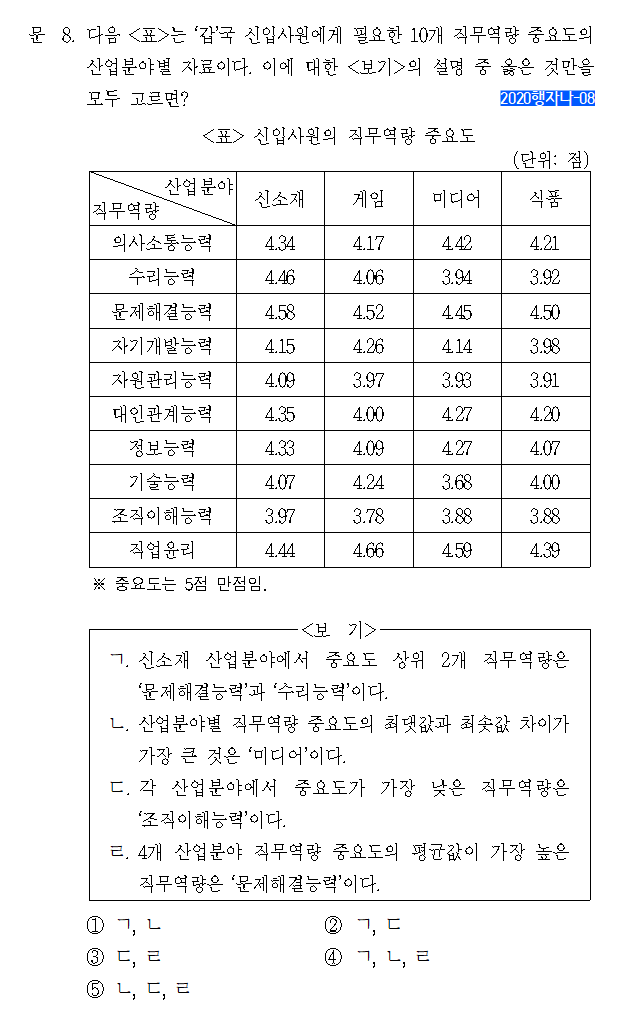 문 8. 다음 <표>는 ‘갑’국 신입사원에게 필요한 10개 직무역량 중요도의
산업분야별 자료이다. 이에 대한 <보기>의 설명 중 옳은 것만을
모두 고르면?
2020행자나-08
<표> 신입사원의 직무역량 중요도
(단위: 점)
산업분야
직무역량
신소재 게임 미디어 식품
의사소통능력 4.34 4.17 4.42 4.21
수리능력 4.46 4.06 3.94 3.92
문제해결능력 4.58 4.52 4.45 4.50
자기개발능력 4.15 4.26 4.14 3.98
자원관리능력 4.09 3.97 3.93 3.91
대인관계능력 4.35 4.00 4.27 4.20
정보능력 4.33 4.09 4.27 4.07
기술능력 4.07 4.24 3.68 4.00
조직이해능력 3.97 3.78 3.88 3.88
직업윤리 4.44 4.66 4.59 4.39
※ 중요도는 5점 만점임.
<보 기>
ㄱ. 신소재 산업분야에서 중요도 상위 2개 직무역량은
‘문제해결능력’과 ‘수리능력’이다.
ㄴ. 산업분야별 직무역량 중요도의 최댓값과 최솟값 차이가
가장 큰 것은 ‘미디어’이다.
ㄷ. 각 산업분야에서 중요도가 가장 낮은 직무역량은
‘조직이해능력’이다.
ㄹ. 4개 산업분야 직무역량 중요도의 평균값이 가장 높은
직무역량은 ‘문제해결능력’이다.
① ㄱ, ㄴ ② ㄱ, ㄷ
③ ㄷ, ㄹ ④ ㄱ, ㄴ, ㄹ
⑤ ㄴ, ㄷ, ㄹ